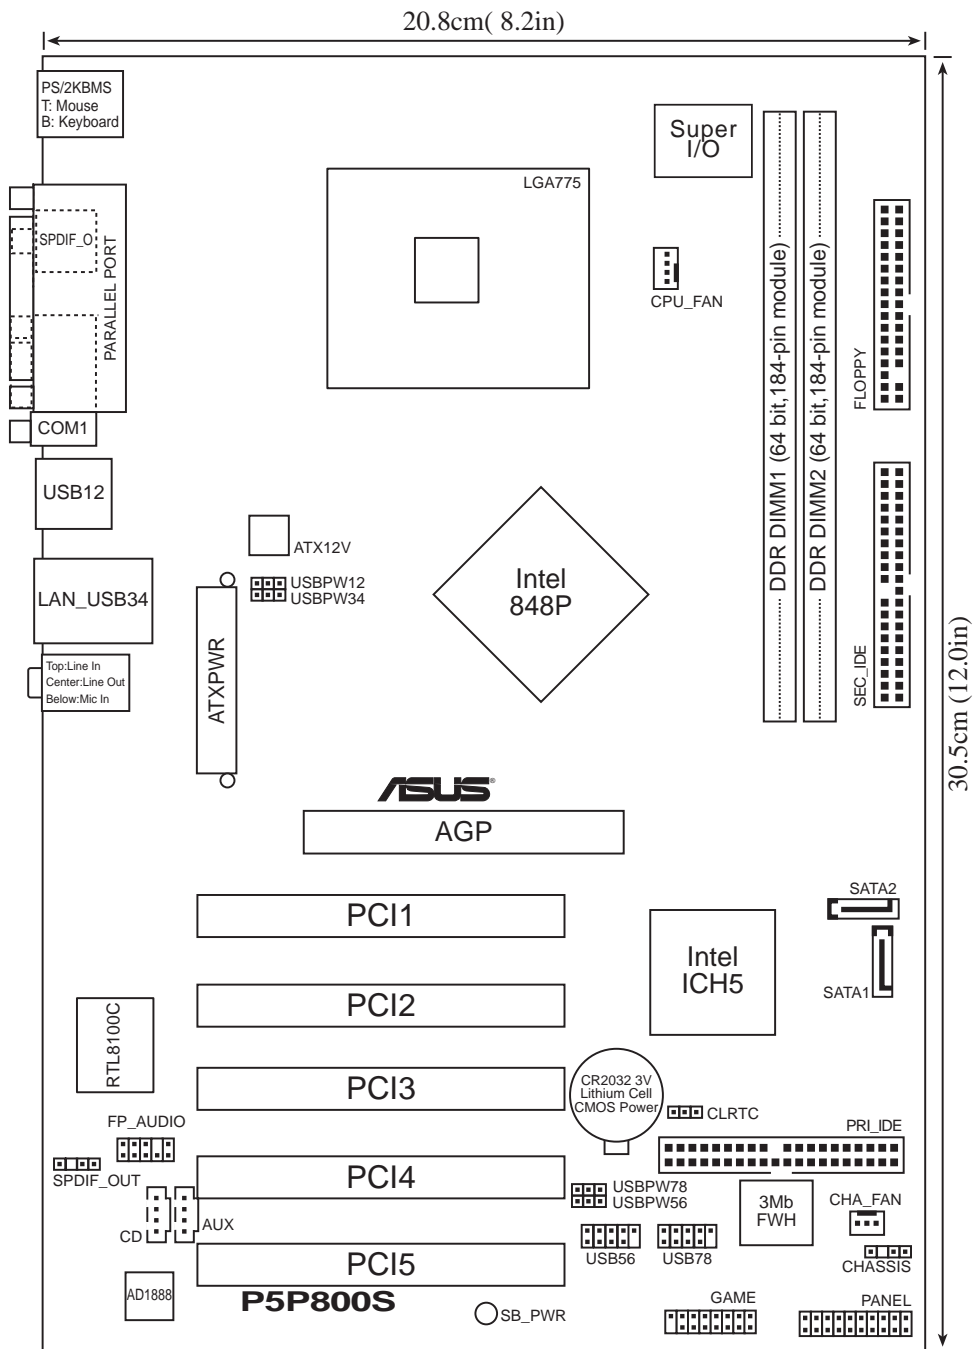 20.8cm( 8.2in)
PS/2KBMS
T: Mouse
B: Keyboard
Super
I/O
LGA775
SPDIF_O
PARALLEL PORT
CPU_FAN
DDR DIMM1 (64 bit,184-pin module)
DDR DIMM2 (64 bit,184-pin module)
FLOPPY
COM1
USB12
ATX12V
USBPW12
USBPW34
LAN_USB34
Intel
848P
Top:Line In
Center:Line Out
Below:Mic In
ATXPWR
SEC_IDE
30.5cm (12.0in)
ASUS®
AGP
PCI1
SATA2
Intel
ICH5
SATA1
PCI2
RTL8100C
PCI3
CR2032 3V
Lithium Cell
CMOS Power
CLRTC
FP_AUDIO
PRI_IDE
SPDIF_OUT
PCI4
USBPW78
USBPW56
3Mb
FWH
CHA_FAN
CD
AUX
USB56
USB78
CHASSIS
PCI5
AD1888
P5P800S
SB_PWR
GAME
PANEL